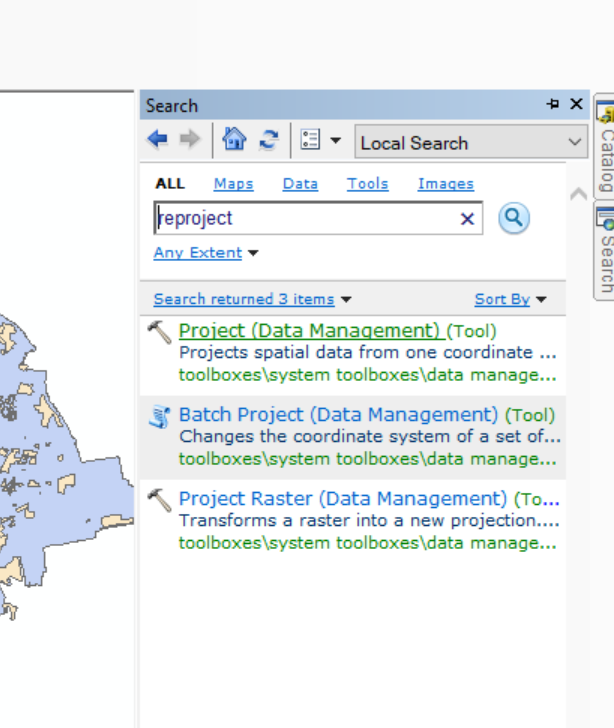 Search
Local Search
ALL Maps Data Tools Images
reproject
Any Extent
Search returned 3 items Sort By
Project (Data Management) (Tool)
Projects spatial data from one coordinate ...
toolboxes\system toolboxes\data manage...
Batch Project (Data Management) (Tool)
Changes the coordinate system of a set of...
toolboxes\system toolboxes\data manage...
Project Raster (Data Management) (To...
Transforms a raster into a new projection....
toolboxes\system toolboxes\data manage...
Catalog
Search